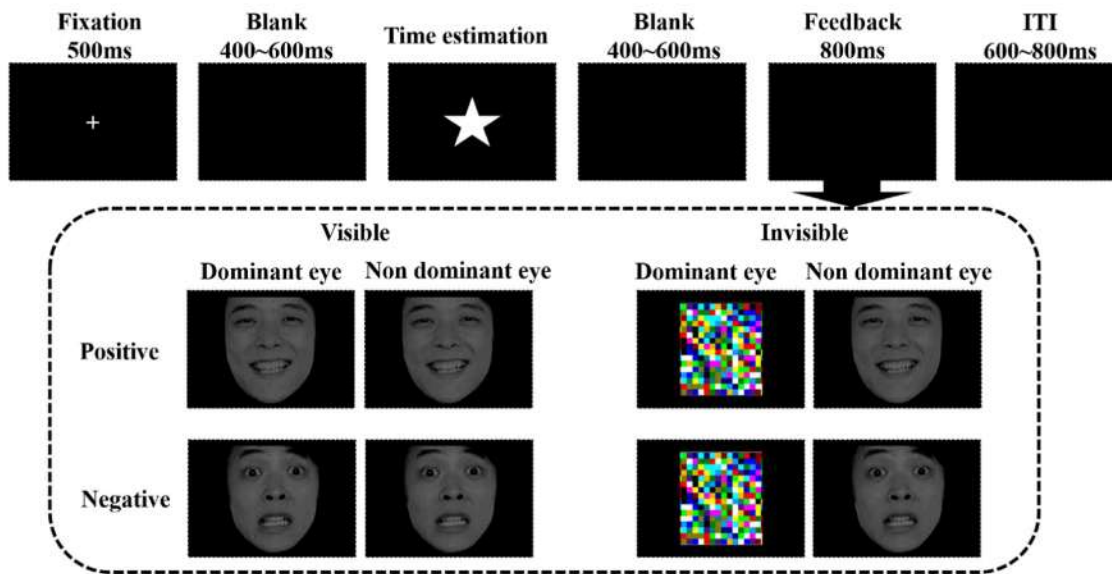 Fixation
500ms
Blank
400~600ms
Time estimation
Blank
400~600ms
Feedback
800ms
ITI
600~800ms
Visible
Invisible
Dominant eye
Non dominant eye
Dominant eye
Non dominant eye
Positive
Negative